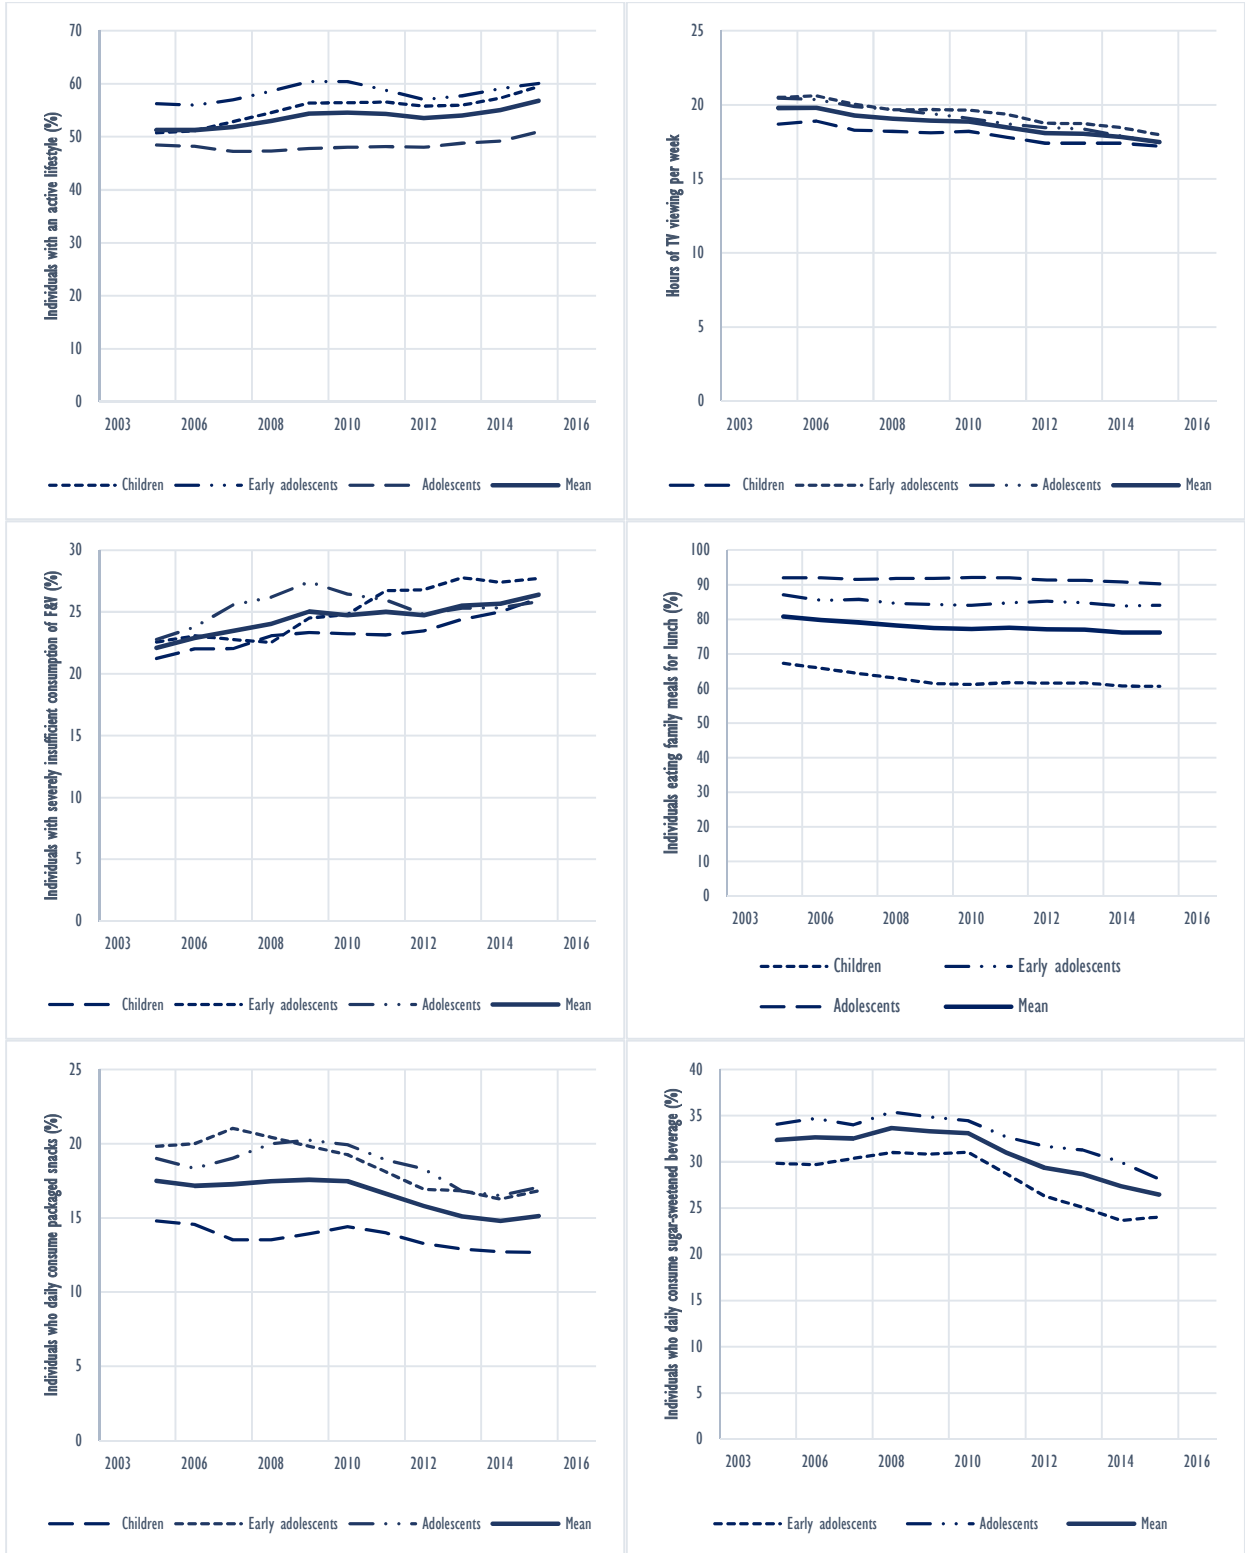 70
60
50
40
30
20
10
0
Individuals with an active lifestyle (%)
2003 2006 2008 2010 2012 2014 2016
Children Early adolescents Adolescents Mean
25
20
15
10
5
0
Hours of TV viewing per week
2003 2006 2008 2010 2012 2014 2016
Children Early adolescents Adolescents Mean
30
25
20
15
10
5
0
Individuals with severely insufficient consumption of F&V (%)
2003 2006 2008 2010 2012 2014 2016
Children Early adolescents Adolescents Mean
100
90
80
70
60
50
40
30
20
10
0
Individuals eating family meals for lunch (%)
2003 2006 2008 2010 2012 2014 2016
Children Early adolescents
Adolescents Mean
25
20
15
10
5
0
Individuals who daily consume packaged snacks (%)
2003 2006 2008 2010 2012 2014 2016
Children Early adolescents Adolescents Mean
40
35
30
25
20
15
10
5
0
Individuals who daily consume sugar-sweetened beverage (%)
2003 2006 2008 2010 2012 2014 2016
Early adolescents Adolescents Mean